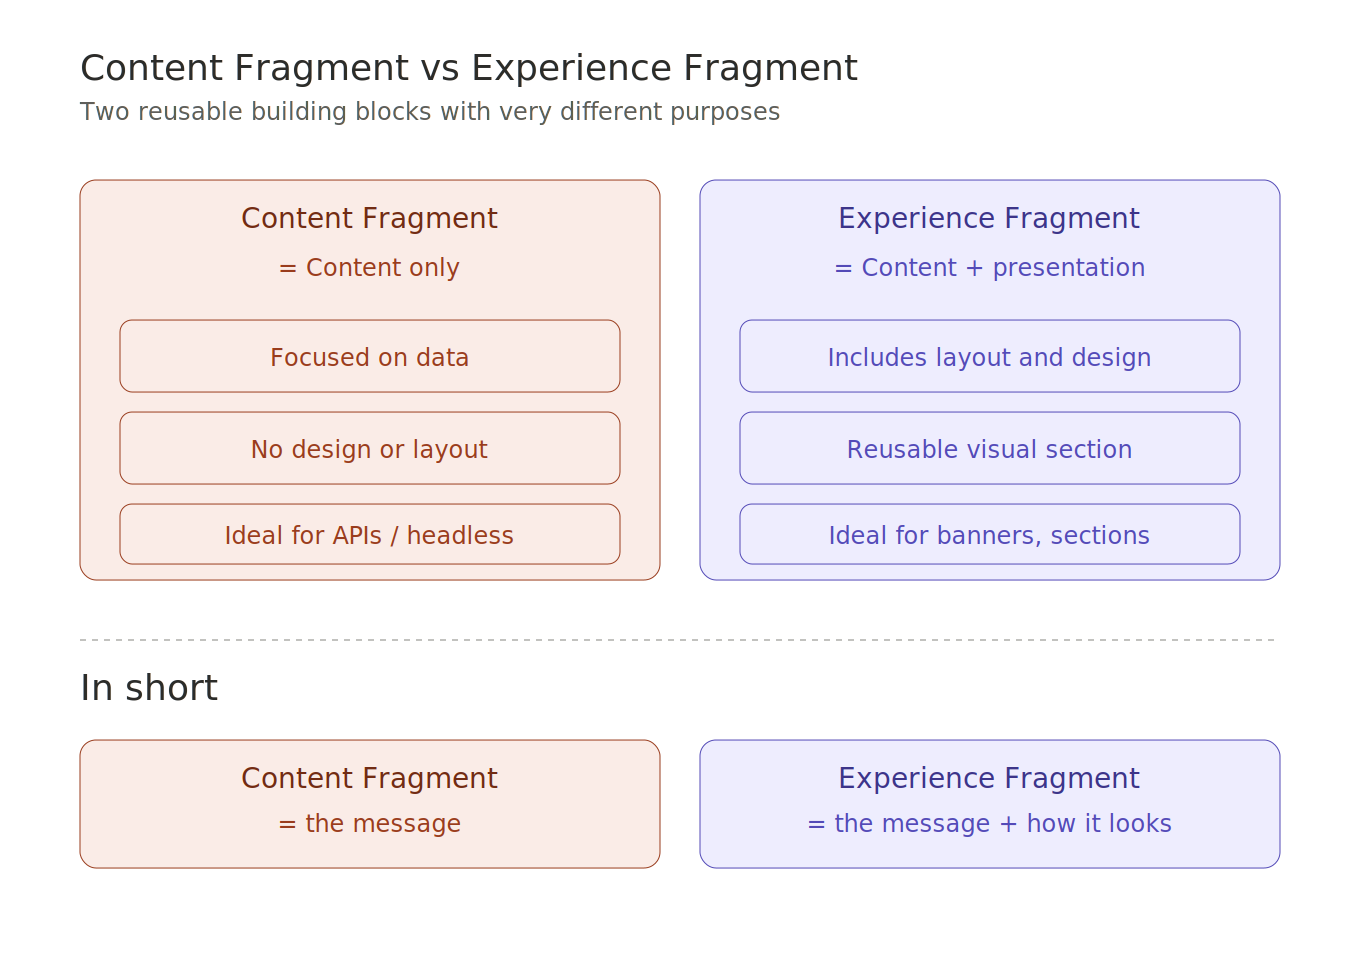 Content Fragment vs Experience Fragment
Two reusable building blocks with very different purposes
Content Fragment
= Content only
Focused on data
No design or layout
Ideal for APIs / headless
Experience Fragment
= Content + presentation
Includes layout and design
Reusable visual section
Ideal for banners, sections
In short
Content Fragment
= the message
Experience Fragment
= the message + how it looks